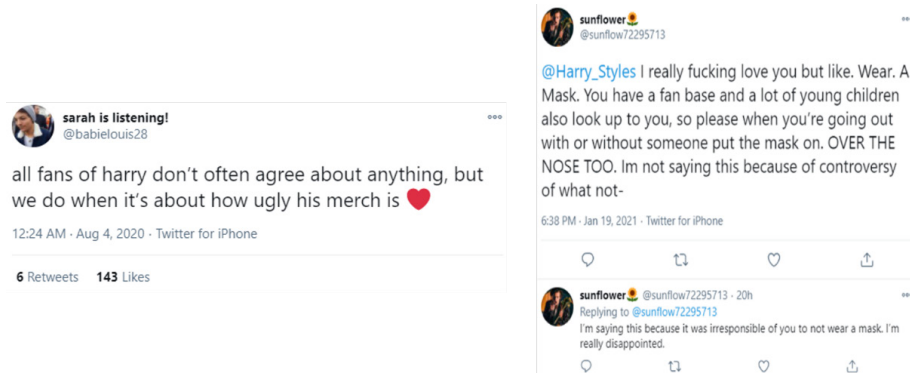 sarah is listening!
@babielouis28
all fans of harry don't often agree about anything, but
we do when it's about how ugly his merch is ❤️
12:24 AM · Aug 4, 2020 · Twitter for iPhone
6 Retweets 143 Likes
sunflower🌻
@sunflow72295713
@Harry_Styles I really fucking love you but like. Wear. A
Mask. You have a fan base and a lot of young children
also look up to you, so please when you're going out
with or without someone put the mask on. OVER THE
NOSE TOO. Im not saying this because of controversy
of what not-
6:38 PM · Jan 19, 2021 · Twitter for iPhone
sunflower🌻 @sunflow72295713 · 20h
Replying to @sunflow72295713
I'm saying this because it was irresponsible of you to not wear a mask. I'm
really disappointed.